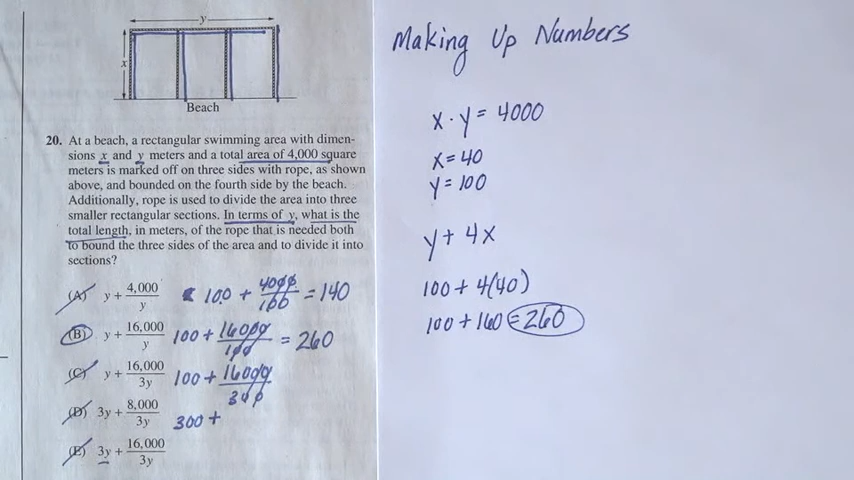 y
x
Beach
20. At a beach, a rectangular swimming area with dimen-
sions x and y meters and a total area of 4,000 square
meters is marked off on three sides with rope, as shown
above, and bounded on the fourth side by the beach.
Additionally, rope is used to divide the area into three
smaller rectangular sections. In terms of y, what is the
total length, in meters, of the rope that is needed both
to bound the three sides of the area and to divide it into
sections?
(A) y + 4,000/y 100 + 4000/100 = 140
(B) y + 16,000/y 100 + 16000/100 = 260
(C) y + 16,000/3y 100 + 16000/300
(D) 3y + 8,000/3y 300 +
(E) 3y + 16,000/3y
Making Up Numbers
x · y = 4000
x = 40
y = 100
y + 4x
100 + 4(40)
100 + 160 = 260